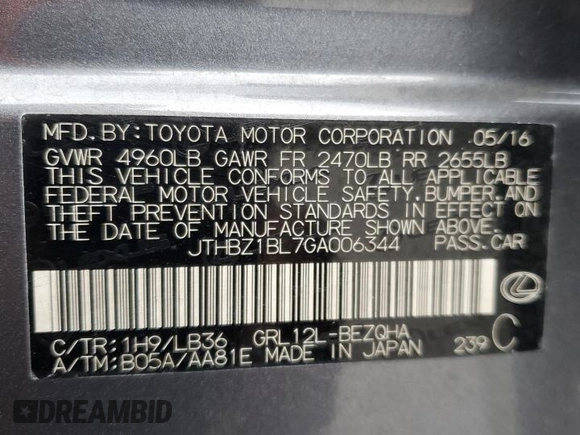 MFD.BY:TOYOTA MOTOR CORPORATION 05/16
GVWR 4960LB GAWR FR 2470LB RR 2655LB
THIS VEHICLE CONFORMS TO ALL APPLICABLE
FEDERAL MOTOR VEHICLE SAFETY, BUMPER, AND
THEFT PREVENTION STANDARDS IN EFFECT ON
THE DATE OF MANUFACTURE SHOWN ABOVE.
JTHBZ1BL7GA006344 PASS.CAR
C/TR:1H9/LB36 GRL12L-BEZQHA C
A/TM:B05A/AA81E MADE IN JAPAN 239
DREAMBID